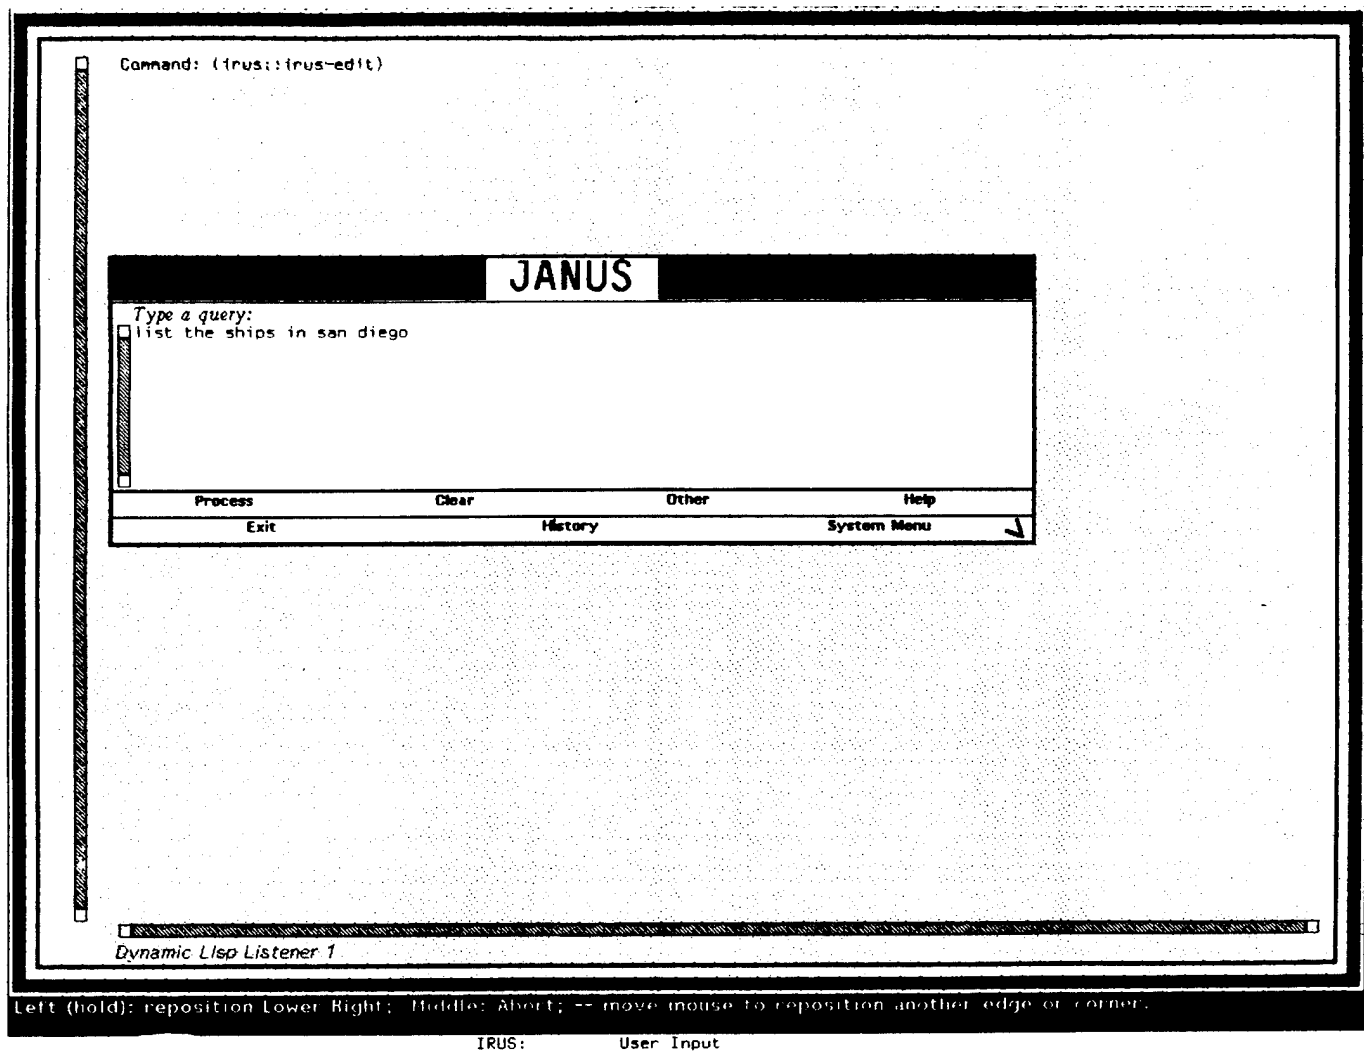 Command: (irus::irus-edit)
JANUS
Type a query:
list the ships in san diego
Process Clear Other Help
Exit History System Menu
Dynamic Lisp Listener 1
Left (hold): reposition Lower Right; Middle: Abort; -- move mouse to reposition another edge or corner.
IRUS: User Input